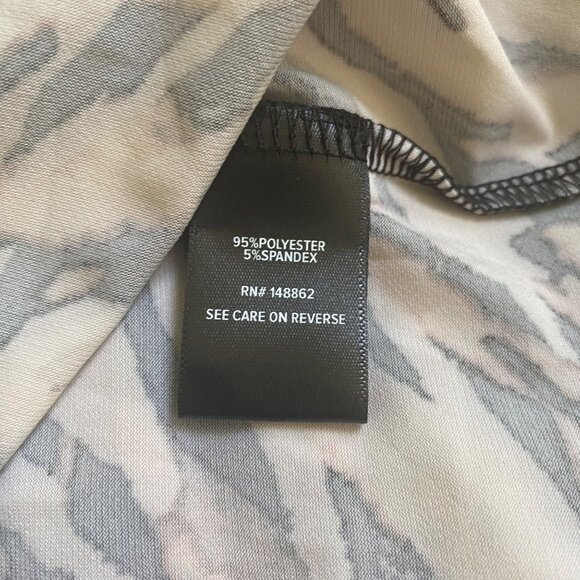 95%POLYESTER
5%SPANDEX
RN# 148862
SEE CARE ON REVERSE